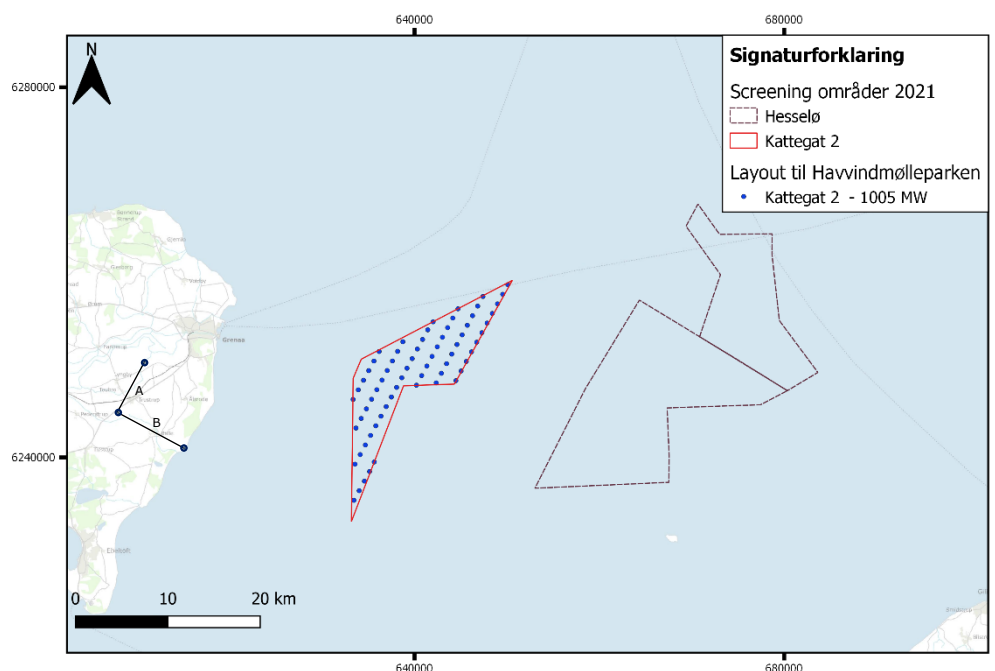 640000
680000
N
6280000
Signaturforklaring
Screening områder 2021
Hesselø
Kattegat 2
Layout til Havvindmølleparken
Kattegat 2 - 1005 MW
A
B
6240000
0
10
20 km
640000
680000